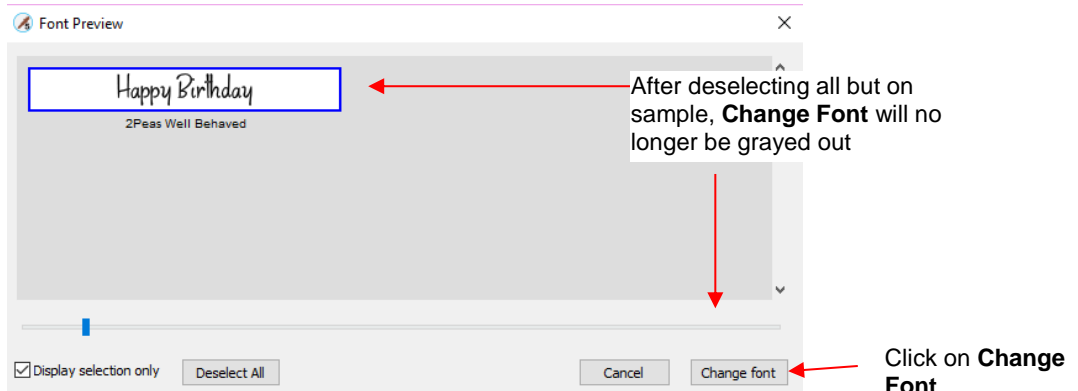 Font Preview
Happy Birthday
2Peas Well Behaved
After deselecting all but on
sample, Change Font will no
longer be grayed out
Display selection only
Deselect All
Cancel
Change font
Click on Change
Font